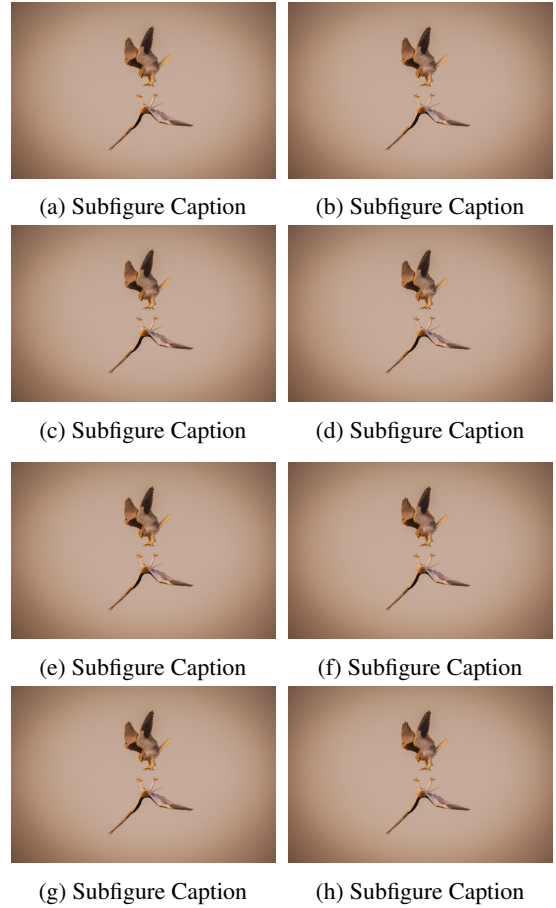 (a) Subfigure Caption
(b) Subfigure Caption
(c) Subfigure Caption
(d) Subfigure Caption
(e) Subfigure Caption
(f) Subfigure Caption
(g) Subfigure Caption
(h) Subfigure Caption